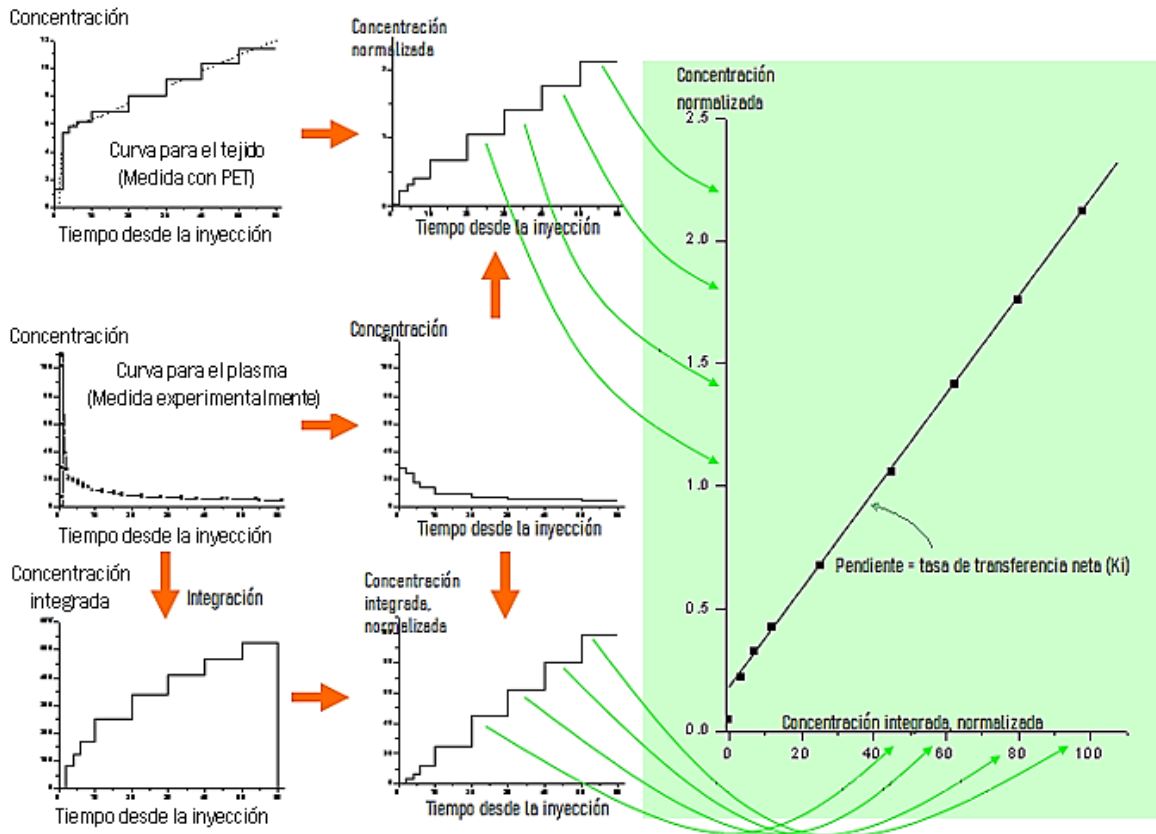 Concentración
Curva para el tejido
(Medida con PET)
Tiempo desde la inyección
Concentración
normalizada
Tiempo desde la inyección
Concentración
normalizada
2.5
2.0
1.5
1.0
0.5
0.0
0 20 40 60 80 100
Pendiente = tasa de transferencia neta (Ki)
Concentración integrada, normalizada
Concentración
Curva para el plasma
(Medida experimentalmente)
Tiempo desde la inyección
Concentración
Tiempo desde la inyección
Concentración
integrada
Integración
Tiempo desde la inyección
Concentración
integrada,
normalizada
Tiempo desde la inyección